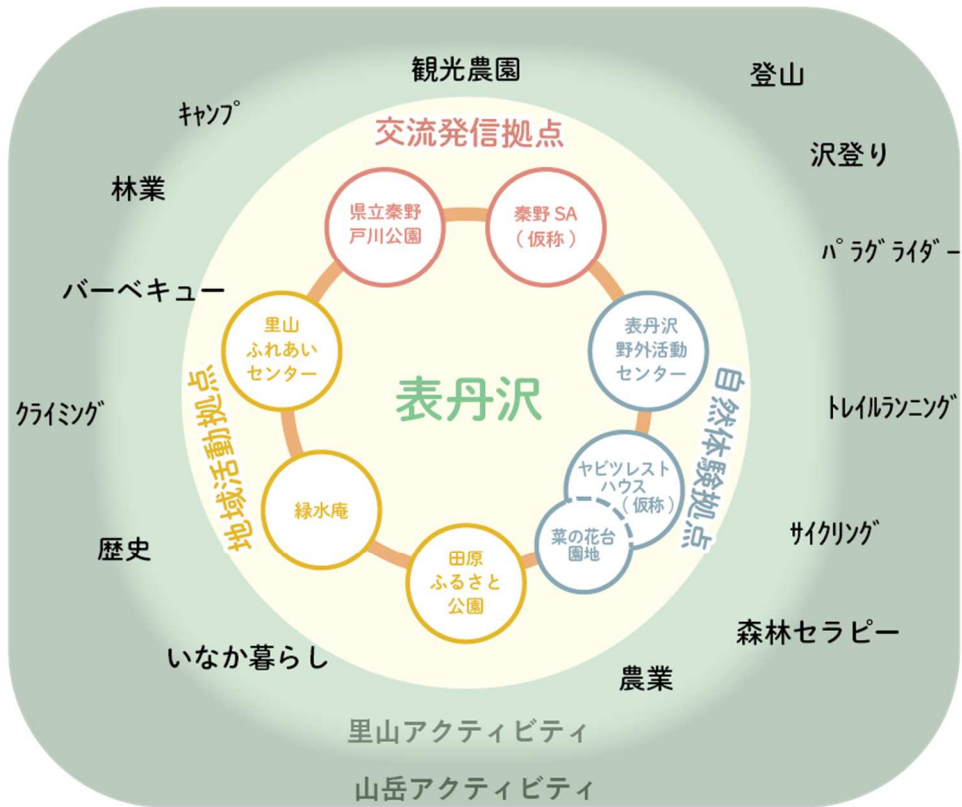 観光農園
登山
キャンプ
沢登り
林業
パラグライダー
バーベキュー
クライミング
トレイルランニング
歴史
サイクリング
森林セラピー
いなか暮らし
農業
交流発信拠点
県立秦野
戸川公園
秦野SA
(仮称)
里山
ふれあい
センター
表丹沢
野外活動
センター
表丹沢
地域活動拠点
自然体験拠点
緑水庵
ヤビツレスト
ハウス
(仮称)
菜の花台
園地
田原
ふるさと
公園
里山アクティビティ
山岳アクティビティ